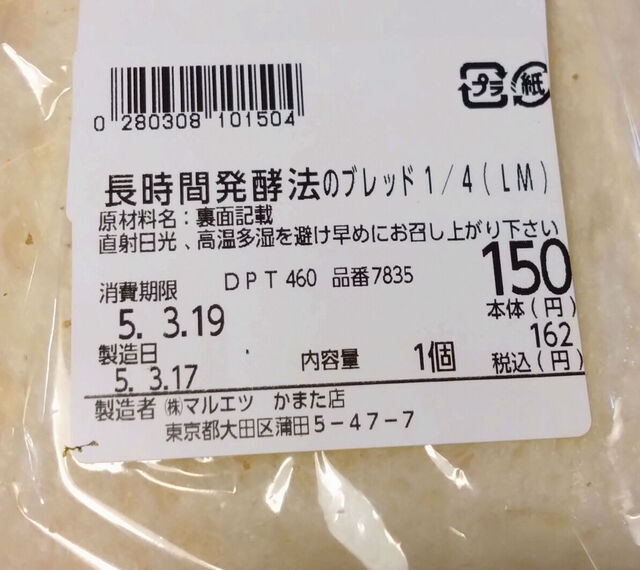 プラ 紙
0 280308 101504
長時間発酵法のブレッド1/4(LM)
原材料名:裏面記載
直射日光、高温多湿を避け早めにお召し上がり下さい
DPT460 品番7835
150
本体(円)
消費期限
5. 3.19
162
税込(円)
製造日
5. 3.17
内容量 1個
製造者 ㈱マルエツ かまた店
東京都大田区蒲田5-47-7